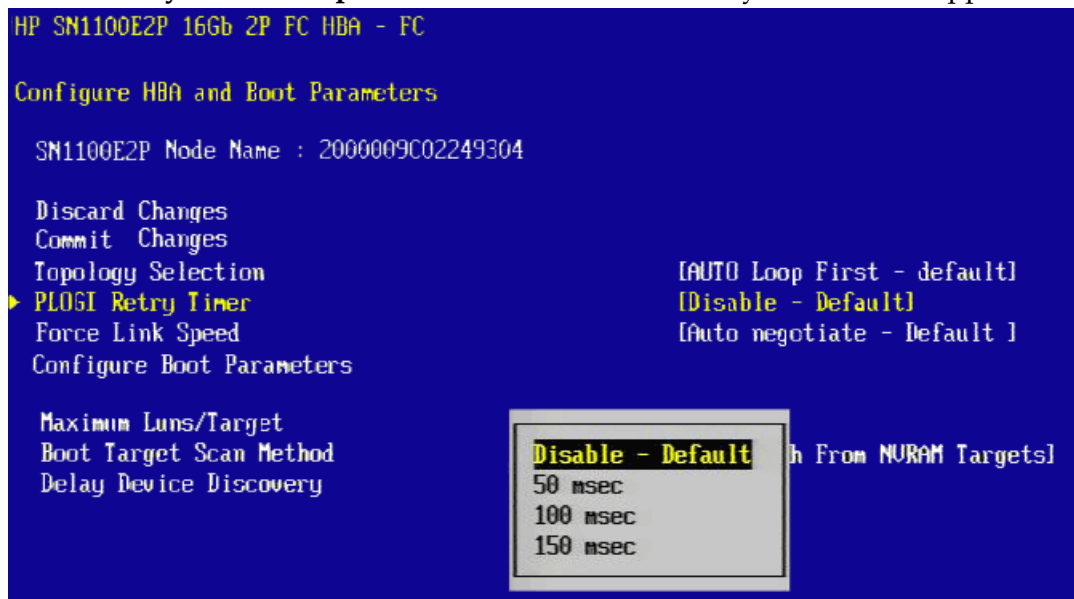 HP SN1100E2P 16Gb 2P FC HBA - FC
Configure HBA and Boot Parameters
SN1100E2P Node Name : 2000009C02249304
Discard Changes
Commit Changes
Topology Selection [AUTO Loop First - default]
PLOGI Retry Timer [Disable - Default]
Force Link Speed [Auto negotiate - Default ]
Configure Boot Parameters
Maximum Luns/Target
Boot Target Scan Method h From NVRAM Targets]
Delay Device Discovery
Disable - Default
50 msec
100 msec
150 msec